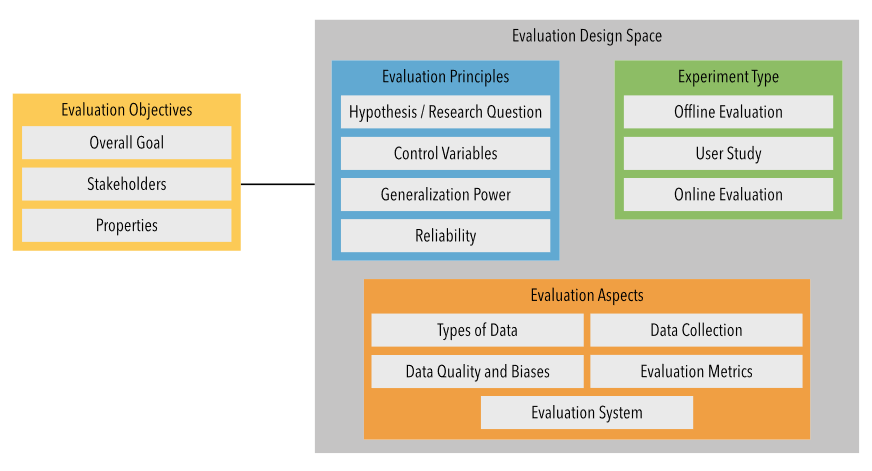 Evaluation Objectives
Overall Goal
Stakeholders
Properties
Evaluation Design Space
Evaluation Principles
Hypothesis / Research Question
Control Variables
Generalization Power
Reliability
Experiment Type
Offline Evaluation
User Study
Online Evaluation
Evaluation Aspects
Types of Data
Data Collection
Data Quality and Biases
Evaluation Metrics
Evaluation System